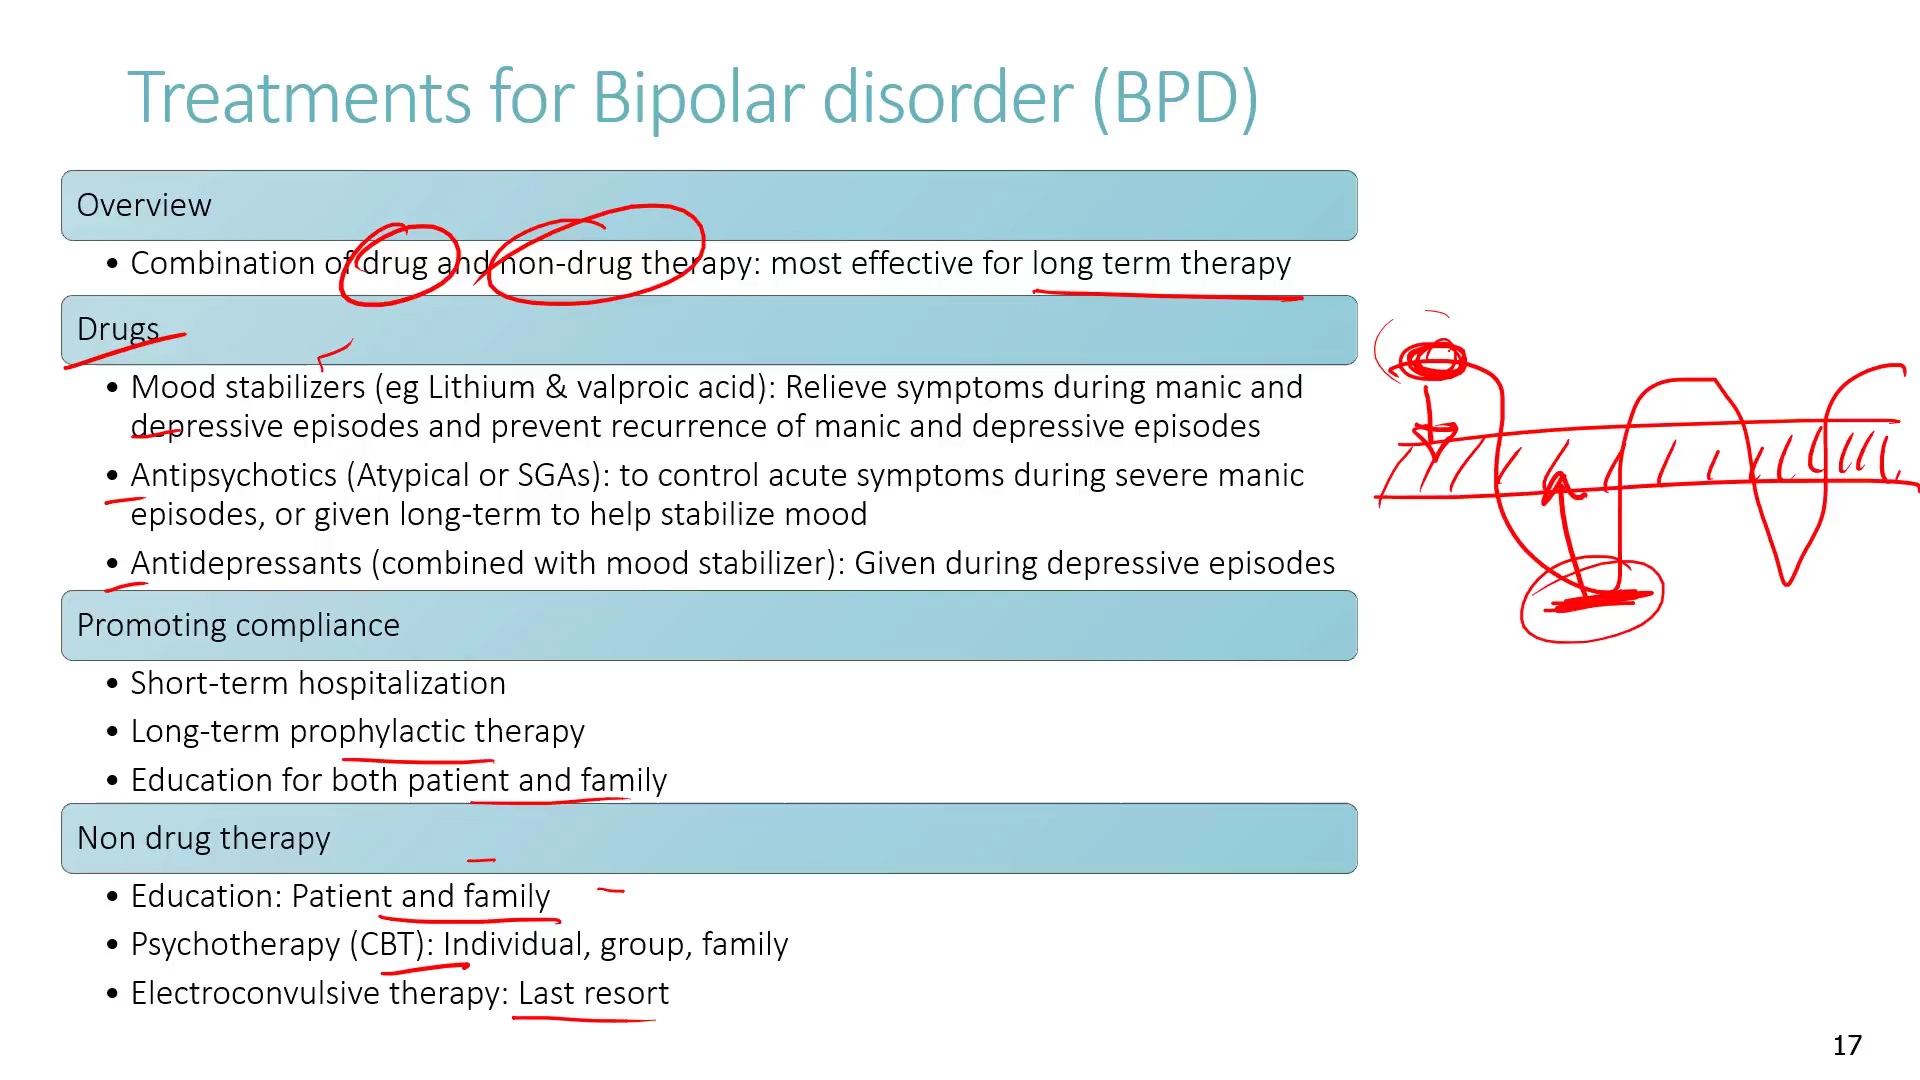 Treatments for Bipolar disorder (BPD)
Overview
• Combination of drug and non-drug therapy: most effective for long term therapy
Drugs
• Mood stabilizers (eg Lithium & valproic acid): Relieve symptoms during manic and
depressive episodes and prevent recurrence of manic and depressive episodes
• Antipsychotics (Atypical or SGAs): to control acute symptoms during severe manic
episodes, or given long-term to help stabilize mood
• Antidepressants (combined with mood stabilizer): Given during depressive episodes
Promoting compliance
• Short-term hospitalization
• Long-term prophylactic therapy
• Education for both patient and family
Non drug therapy
• Education: Patient and family
• Psychotherapy (CBT): Individual, group, family
• Electroconvulsive therapy: Last resort
17